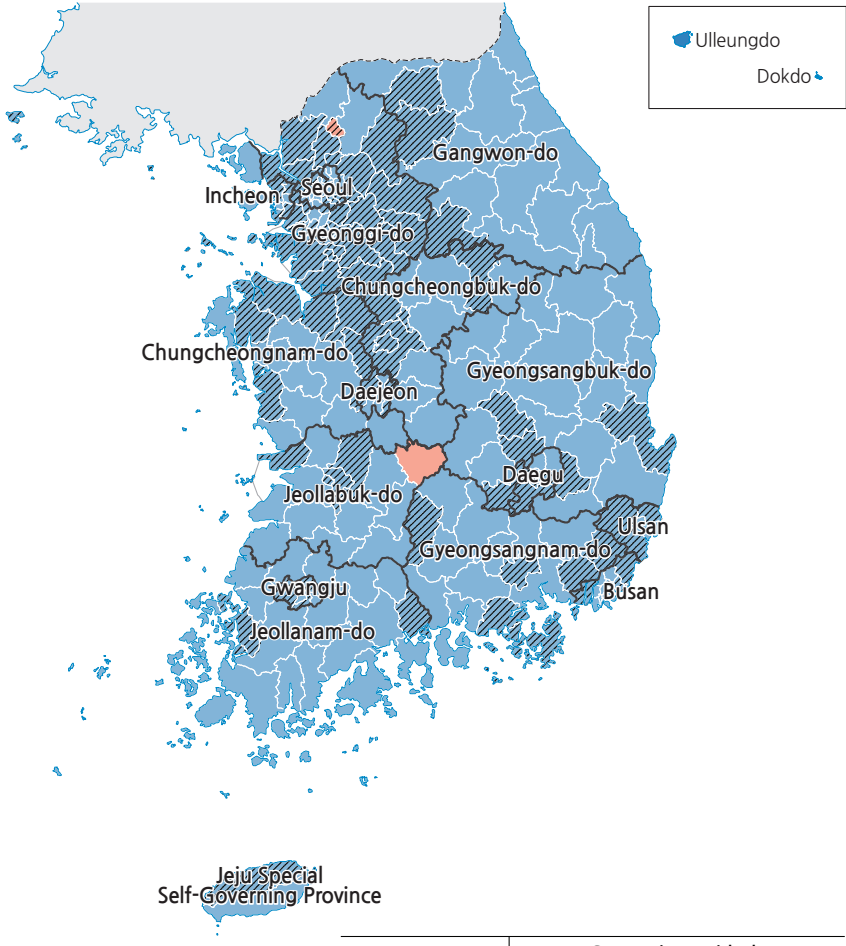 Ulleungdo
Dokdo
Gangwon-do
Incheon
Seoul
Gyeonggi-do
Chungcheongbuk-do
Chungcheongnam-do
Gyeongsangbuk-do
Daejeon
Daegu
Jeollabuk-do
Ulsan
Gyeongsangnam-do
Gwangju
Busan
Jeollanam-do
Jeju Special
Self-Governing Province